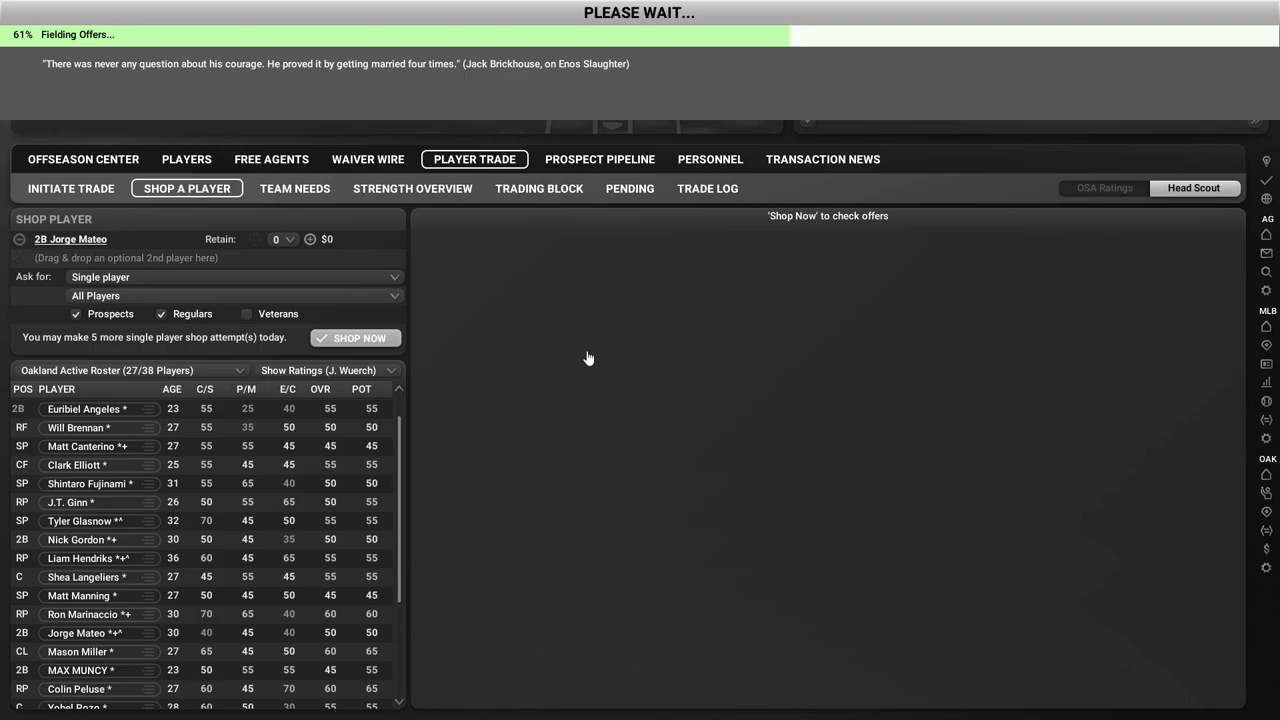 PLEASE WAIT...
61% Fielding Offers...
"There was never any question about his courage. He proved it by getting married four times." (Jack Brickhouse, on Enos Slaughter)
OFFSEASON CENTER PLAYERS FREE AGENTS WAIVER WIRE PLAYER TRADE PROSPECT PIPELINE PERSONNEL TRANSACTION NEWS
INITIATE TRADE SHOP A PLAYER TEAM NEEDS STRENGTH OVERVIEW TRADING BLOCK PENDING TRADE LOG OSA Ratings Head Scout
SHOP PLAYER
'Shop Now' to check offers
2B Jorge Mateo Retain: 0 $0
(Drag & drop an optional 2nd player here)
Ask for: Single player
All Players
Prospects Regulars Veterans
You may make 5 more single player shop attempt(s) today. SHOP NOW
Oakland Active Roster (27/38 Players) Show Ratings (J. Wuerch)
POS PLAYER AGE C/S P/M E/C OVR POT
2B Euribiel Angeles * 23 55 25 40 55 55
RF Will Brennan * 27 55 35 50 50 50
SP Matt Canterino *+ 27 55 55 45 45 45
CF Clark Elliott * 25 55 45 45 55 55
SP Shintaro Fujinami * 31 55 65 40 50 50
RP J.T. Ginn * 26 50 55 65 50 50
SP Tyler Glasnow *^ 32 70 45 50 55 55
2B Nick Gordon *+ 30 50 45 35 50 50
RP Liam Hendriks *+^ 36 60 45 65 55 55
C Shea Langeliers * 27 45 55 45 55 55
SP Matt Manning * 27 50 45 50 45 45
RP Ron Marinaccio *+ 30 70 65 40 60 60
2B Jorge Mateo *+^ 30 40 45 40 50 50
CL Mason Miller * 27 65 45 50 60 65
2B MAX MUNCY * 23 50 55 55 45 55
RP Colin Peluse * 27 60 45 70 60 65
C Yohel Pozo * 28 60 50 30 55 55
AG
MLB
OAK